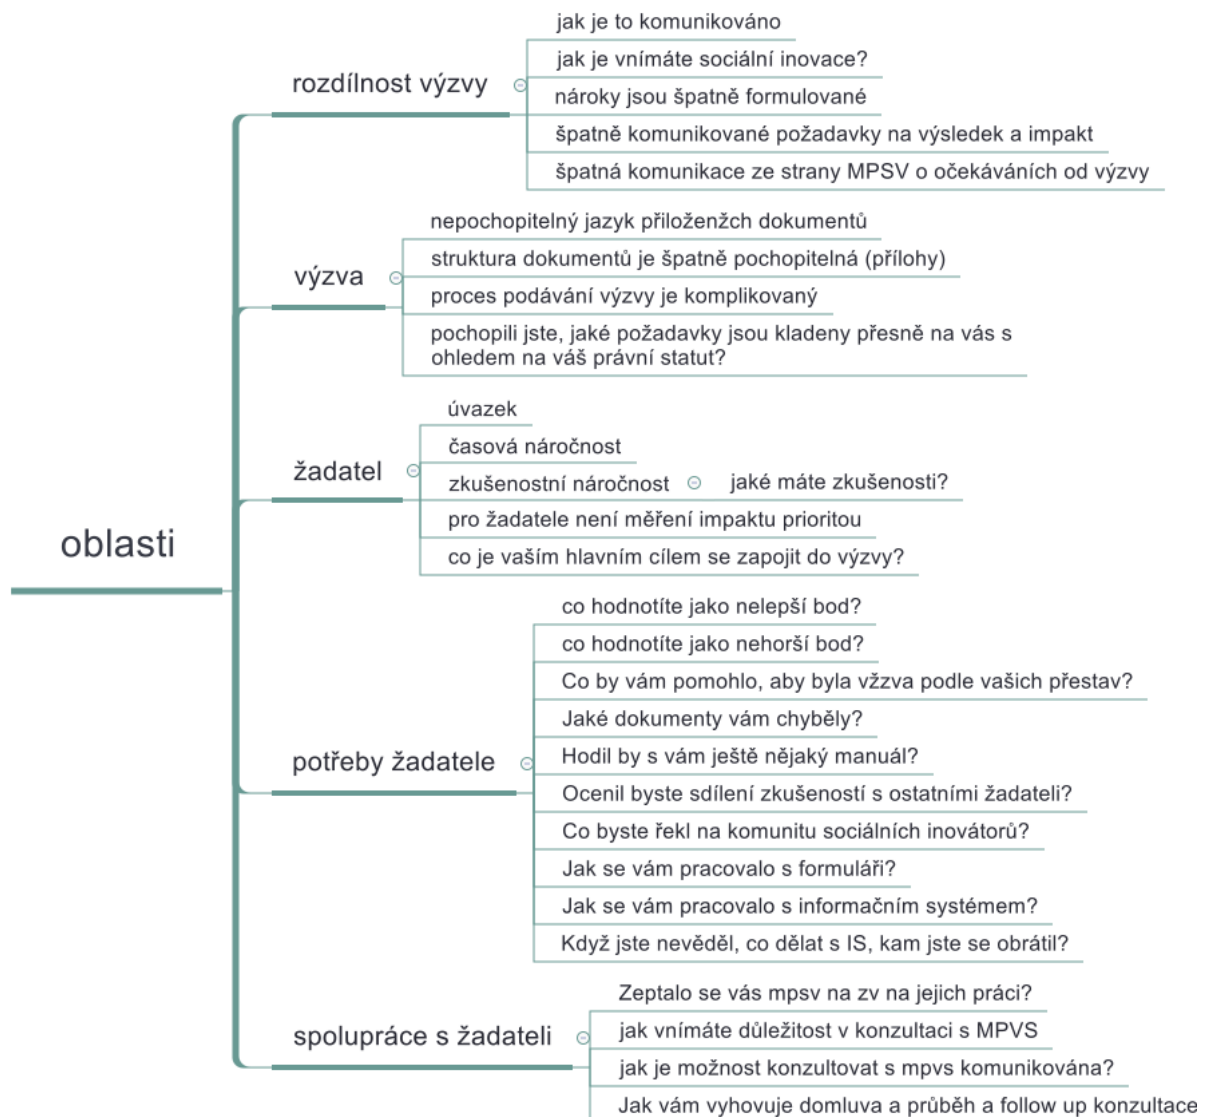 oblasti
rozdílnost výzvy
jak je to komunikováno
jak je vnímáte sociální inovace?
nároky jsou špatně formulované
špatně komunikované požadavky na výsledek a impakt
špatná komunikace ze strany MPSV o očekáváních od výzvy
výzva
nepochopitelný jazyk přiloženžch dokumentů
struktura dokumentů je špatně pochopitelná (přílohy)
proces podávání výzvy je komplikovaný
pochopili jste, jaké požadavky jsou kladeny přesně na vás s
ohledem na váš právní statut?
žadatel
úvazek
časová náročnost
zkušenostní náročnost
jaké máte zkušenosti?
pro žadatele není měření impaktu prioritou
co je vaším hlavním cílem se zapojit do výzvy?
potřeby žadatele
co hodnotíte jako nelepší bod?
co hodnotíte jako nehorší bod?
Co by vám pomohlo, aby byla vžzva podle vašich přestav?
Jaké dokumenty vám chyběly?
Hodil by s vám ještě nějaký manuál?
Ocenil byste sdílení zkušeností s ostatními žadateli?
Co byste řekl na komunitu sociálních inovátorů?
Jak se vám pracovalo s formuláři?
Jak se vám pracovalo s informačním systémem?
Když jste nevěděl, co dělat s IS, kam jste se obrátil?
spolupráce s žadateli
Zeptalo se vás mpsv na zv na jejich práci?
jak vnímáte důležitost v konzultaci s MPVS
jak je možnost konzultovat s mpvs komunikována?
Jak vám vyhovuje domluva a průběh a follow up konzultace